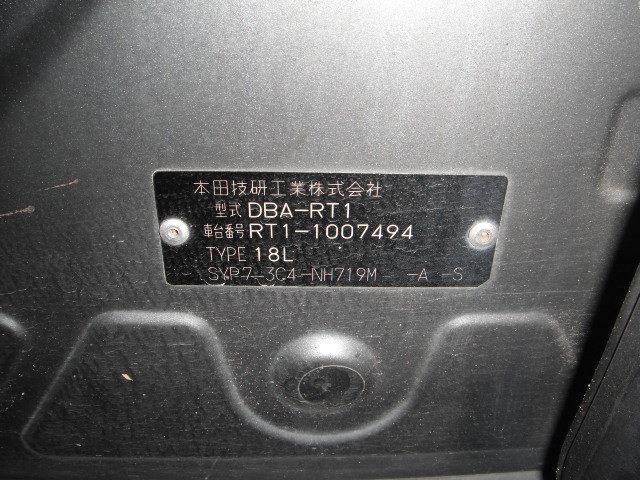 本田技研工業株式会社
型式 DBA-RT1
車台番号 RT1-1007494
TYPE 18L
SYP7-3C4-NH719M -A -S